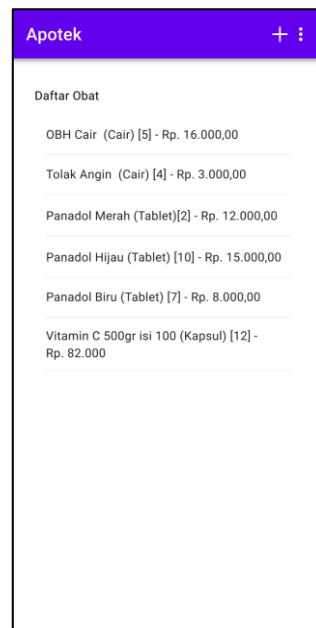 Apotek
Daftar Obat
OBH Cair  (Cair) [5] - Rp. 16.000,00
Tolak Angin  (Cair) [4] - Rp. 3.000,00
Panadol Merah (Tablet)[2] - Rp. 12.000,00
Panadol Hijau (Tablet) [10] - Rp. 15.000,00
Panadol Biru (Tablet) [7] - Rp. 8.000,00
Vitamin C 500gr isi 100 (Kapsul) [12] -
Rp. 82.000